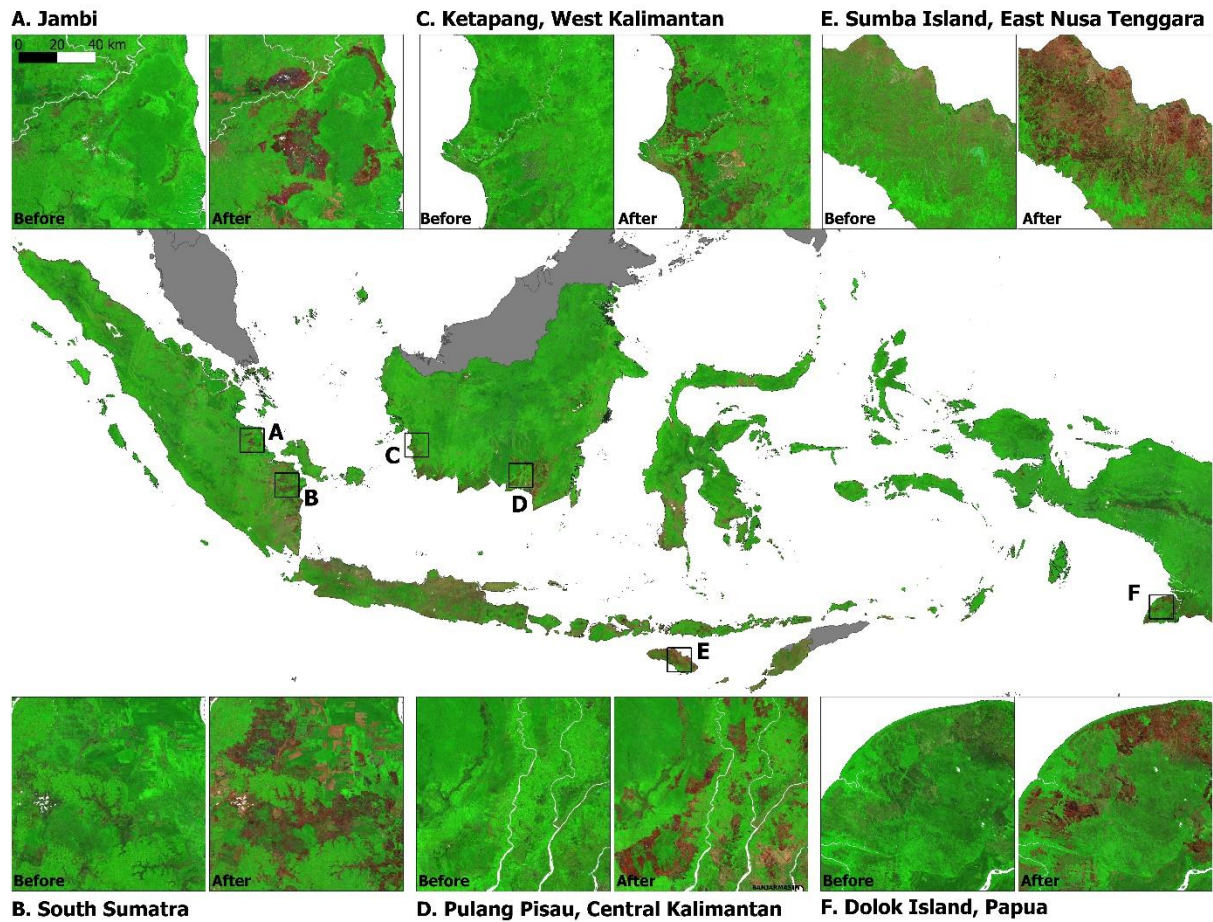 A. Jambi
C. Ketapang, West Kalimantan
E. Sumba Island, East Nusa Tenggara
0 20 40 km
Before
After
Before
After
Before
After
A
B
C
D
E
F
Before
After
Before
After
BANJARMASIN
Before
After
B. South Sumatra
D. Pulang Pisau, Central Kalimantan
F. Dolok Island, Papua